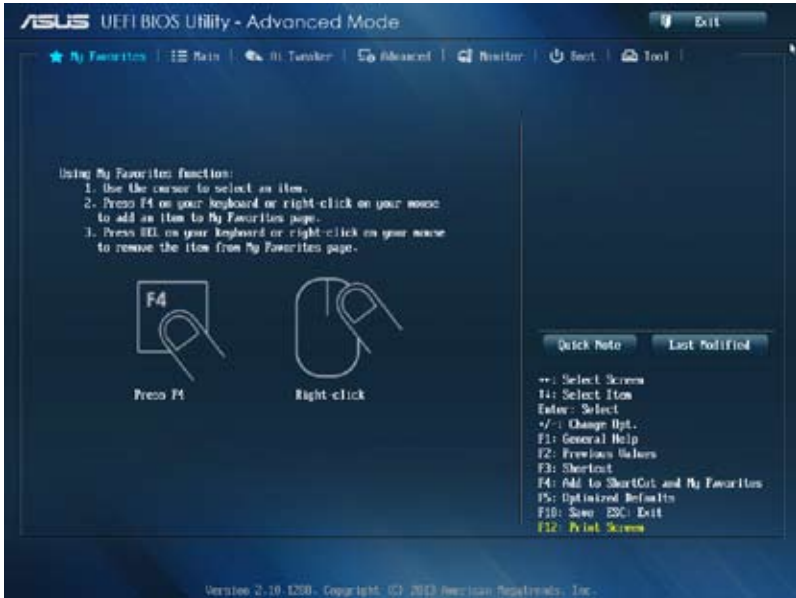 ASUS UEFI BIOS Utility - Advanced Mode
Exit
My Favorites | Main | Ai Tweaker | Advanced | Monitor | Boot | Tool
Using My Favorites function:
1. Use the cursor to select an item.
2. Press F4 on your keyboard or right-click on your mouse
to add an item to My Favorites page.
3. Press DEL on your keyboard or right-click on your mouse
to remove the item from My Favorites page.
F4
Press F4
Right-click
Quick Note
Last Modified
→←: Select Screen
↑↓: Select Item
Enter: Select
+/-: Change Opt.
F1: General Help
F2: Previous Values
F3: Shortcut
F4: Add to ShortCut and My Favorites
F5: Optimized Defaults
F10: Save ESC: Exit
F12: Print Screen
Version 2.10.1208. Copyright (C) 2013 American Megatrends, Inc.